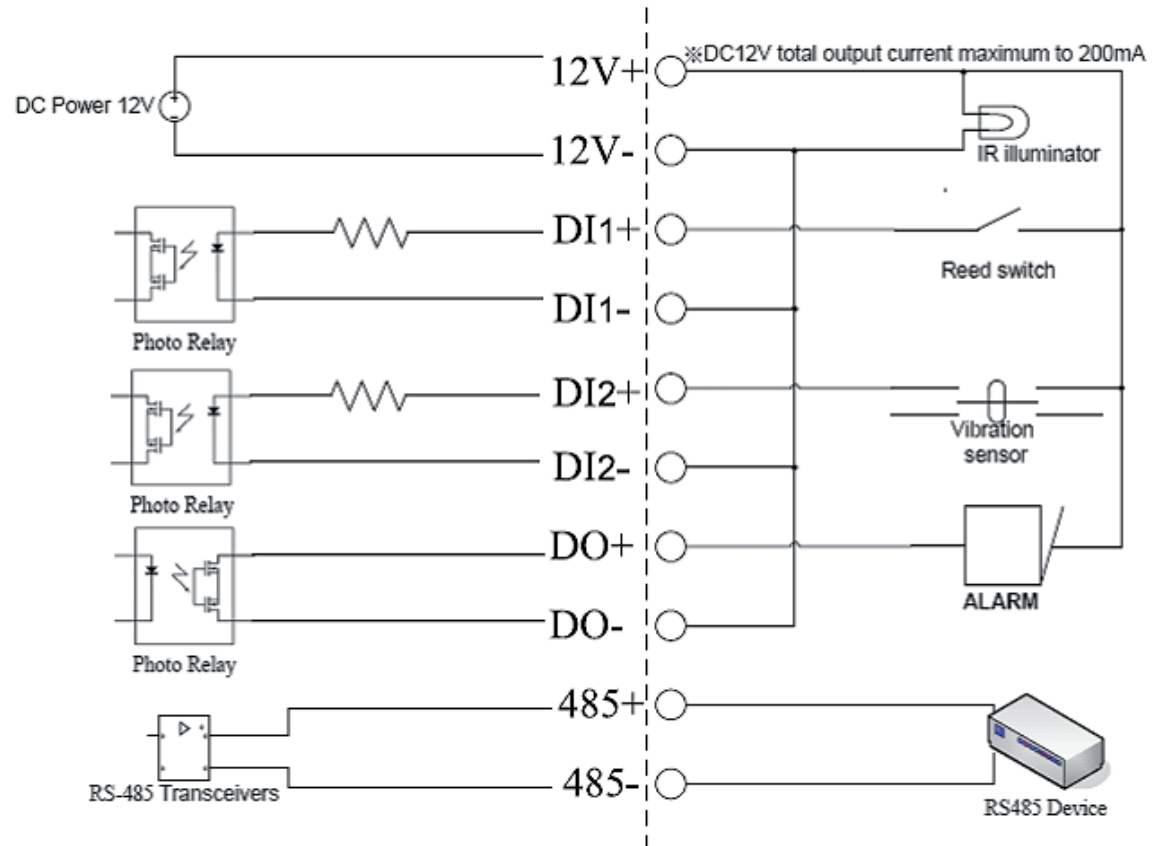 ※DC12V total output current maximum to 200mA
12V+
DC Power 12V
12V-
IR illuminator
DI1+
Reed switch
DI1-
Photo Relay
DI2+
Vibration
sensor
DI2-
Photo Relay
DO+
ALARM
DO-
Photo Relay
485+
485-
RS-485 Transceivers
RS485 Device